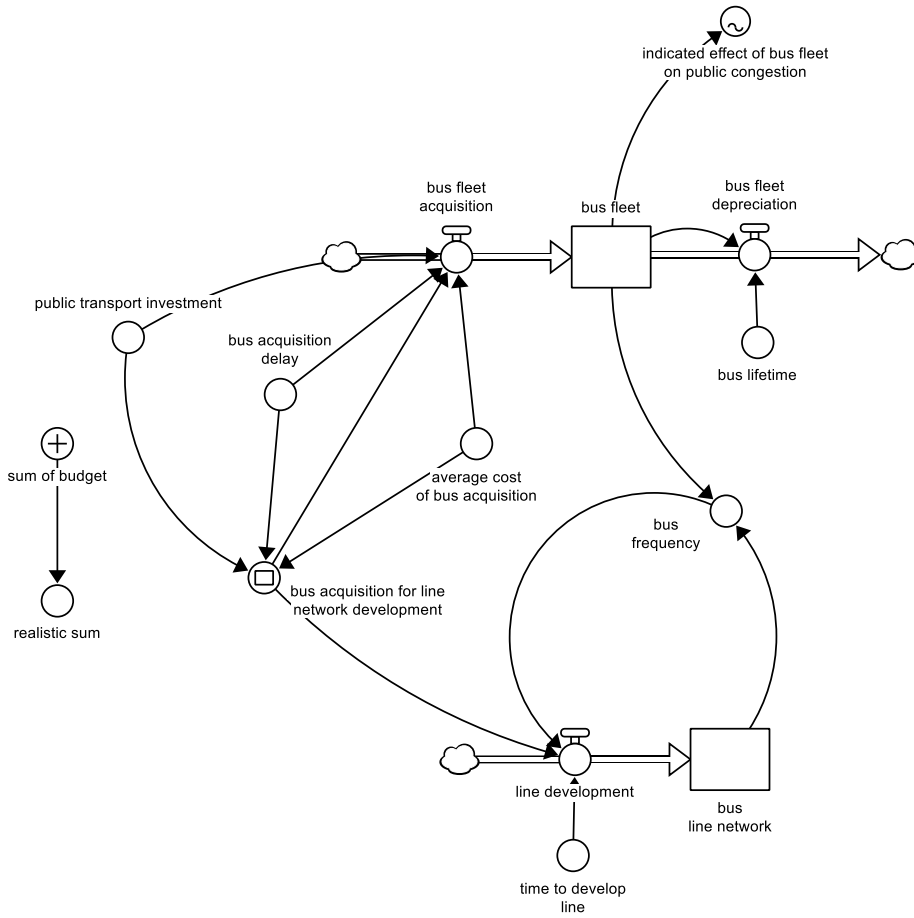 indicated effect of bus fleet
on public congestion
bus fleet
acquisition
bus fleet
bus fleet
depreciation
public transport investment
bus acquisition
delay
bus lifetime
sum of budget
average cost
of bus acquisition
bus
frequency
bus acquisition for line
network development
realistic sum
line development
bus
line network
time to develop
line